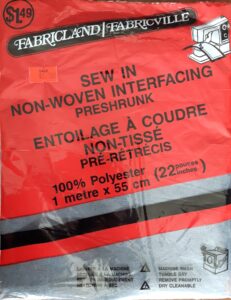 $1.49
FABRICLAND | FABRICVILLE
SEW IN
NON-WOVEN INTERFACING
PRESHRUNK
ENTOILAGE À COUDRE
NON-TISSÉ
PRÉ-RÉTRÉCIS
100% Polyester
1 metre x 55 cm (22 pouces inches)
MACHINE WASH
TUMBLE DRY
REMOVE PROMPTLY
DRY CLEANABLE